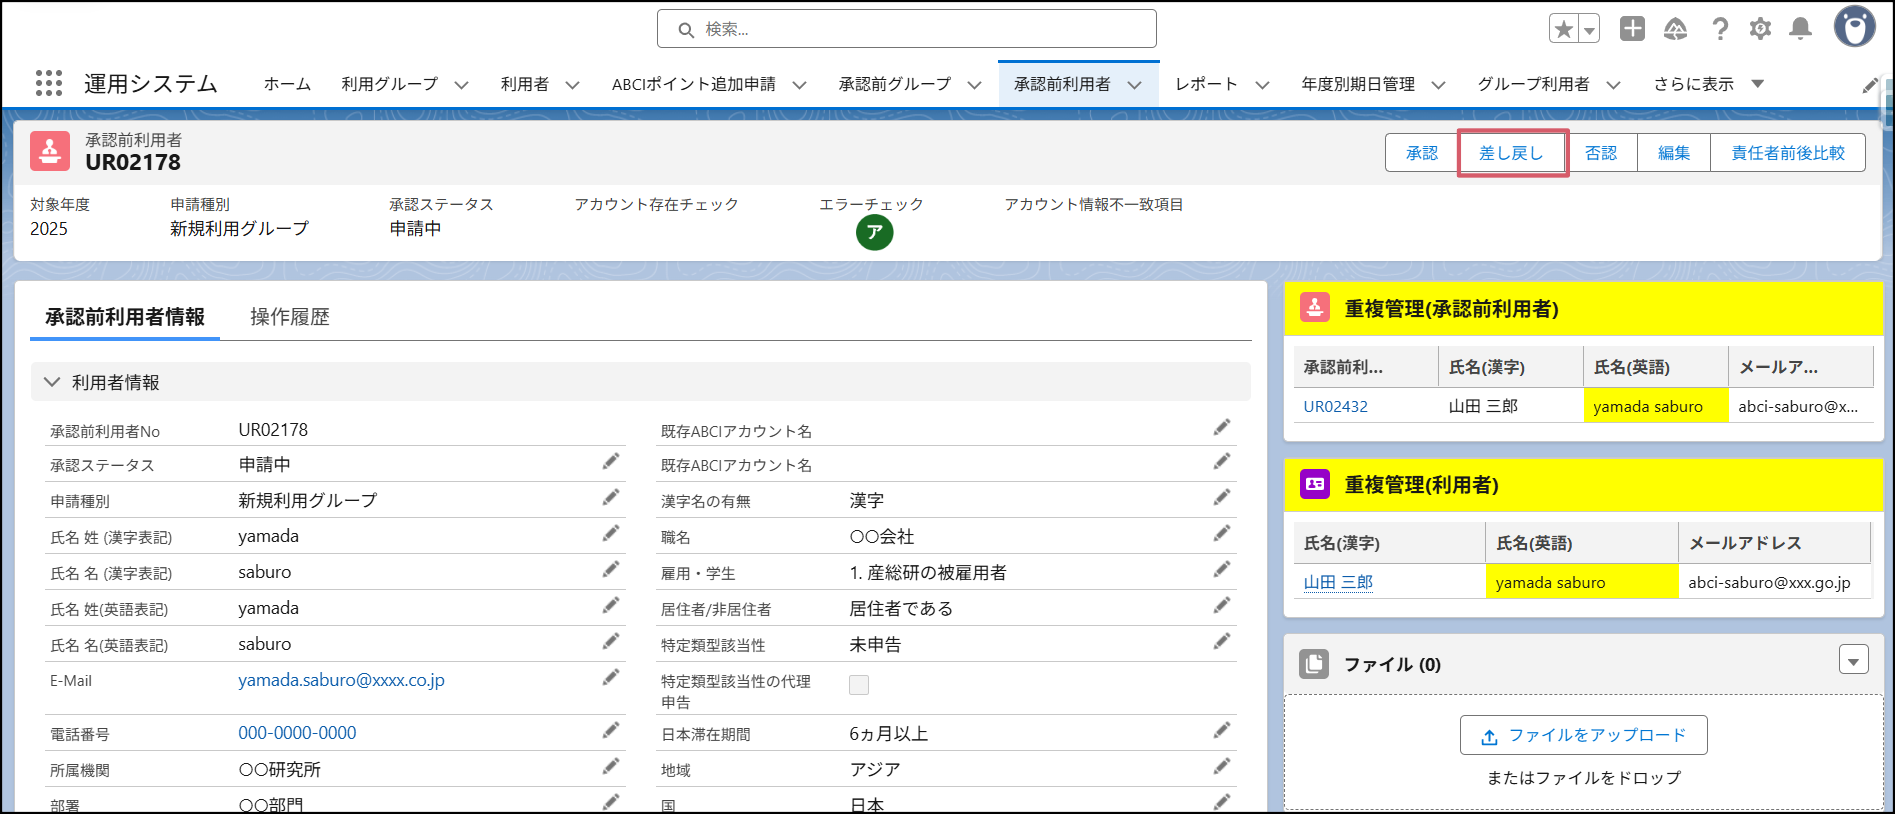 検索...
運用システム ホーム 利用グループ 利用者 ABCIポイント追加申請 承認前グループ 承認前利用者 レポート 年度別期日管理 グループ利用者 さらに表示
承認前利用者
UR02178
承認 差し戻し 否認 編集 責任者前後比較
対象年度 申請種別 承認ステータス アカウント存在チェック エラーチェック アカウント情報不一致項目
2025 新規利用グループ 申請中 ア
承認前利用者情報 操作履歴
利用者情報
承認前利用者No UR02178 既存ABCIアカウント名
承認ステータス 申請中 既存ABCIアカウント名
申請種別 新規利用グループ 漢字名の有無 漢字
氏名 姓 (漢字表記) yamada 職名 〇〇会社
氏名 名 (漢字表記) saburo 雇用・学生 1. 産総研の被雇用者
氏名 姓(英語表記) yamada 居住者/非居住者 居住者である
氏名 名(英語表記) saburo 特定類型該当性 未申告
E-Mail yamada.saburo@xxxx.co.jp 特定類型該当性の代理
申告
電話番号 000-0000-0000 日本滞在期間 6ヵ月以上
所属機関 〇〇研究所 地域 アジア
部署 〇〇部門 国 日本
重複管理(承認前利用者)
承認前利... 氏名(漢字) 氏名(英語) メールア...
UR02432 山田 三郎 yamada saburo abci-saburo@x...
重複管理(利用者)
氏名(漢字) 氏名(英語) メールアドレス
山田 三郎 yamada saburo abci-saburo@xxx.go.jp
ファイル (0)
ファイルをアップロード
またはファイルをドロップ